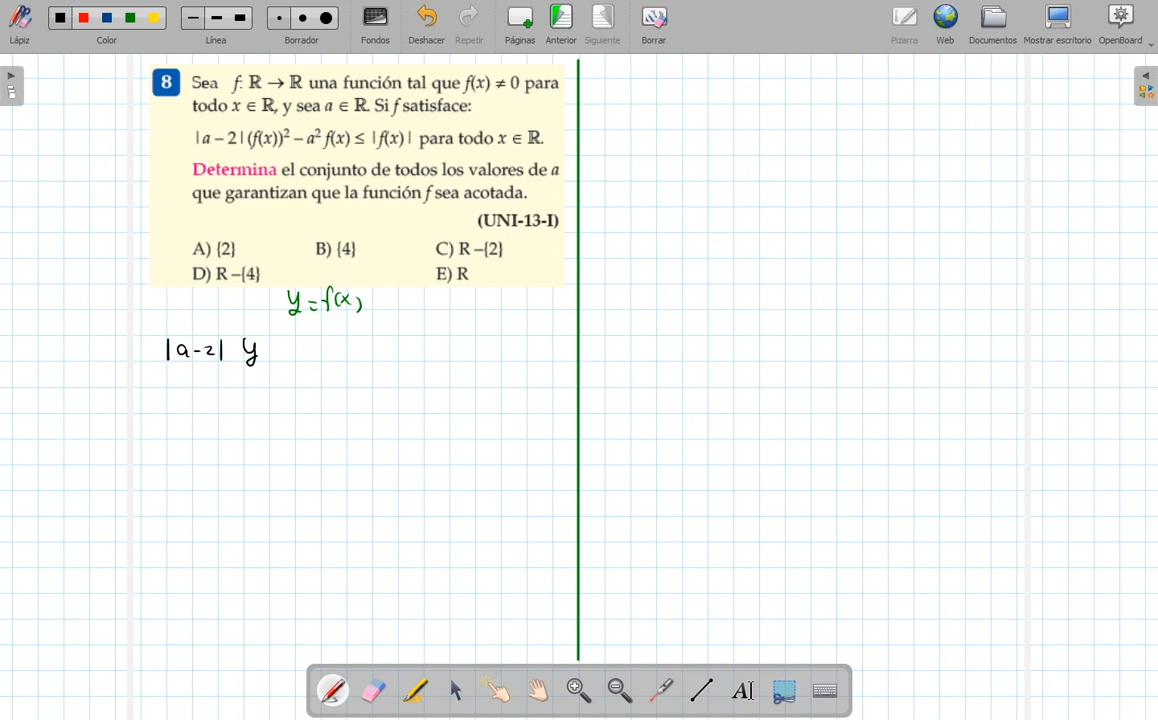 Lápiz
Color
Línea
Borrador
Fondos
Deshacer
Repetir
Páginas
Anterior
Siguiente
Borrar
Pizarra
Web
Documentos
Mostrar escritorio
OpenBoard
8 Sea f: ℝ → ℝ una función tal que f(x) ≠ 0 para
todo x ∈ ℝ, y sea a ∈ ℝ. Si f satisface:
|a – 2|(f(x))² – a² f(x) ≤ |f(x)| para todo x ∈ ℝ.
Determina el conjunto de todos los valores de a
que garantizan que la función f sea acotada.
(UNI-13-I)
A) {2} B) {4} C) R –{2}
D) R –{4} E) R
y = f(x)
|a-2| y